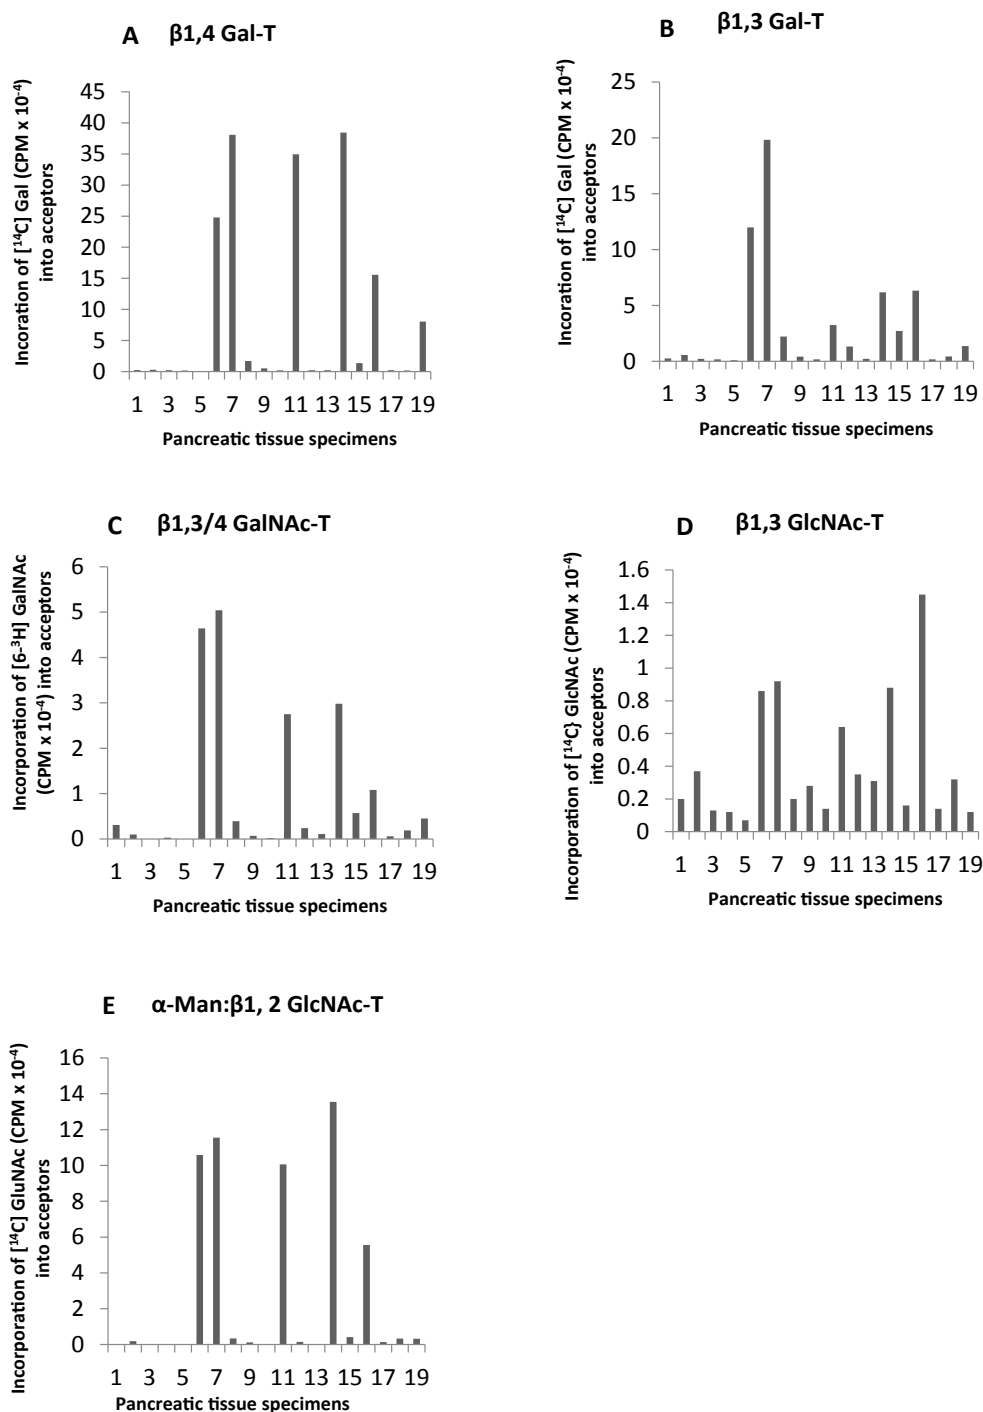 A β1,4 Gal-T
Incoration of [14C] Gal (CPM x 10-4)
into acceptors
45
40
35
30
25
20
15
10
5
0
1 3 5 7 9 11 13 15 17 19
Pancreatic tissue specimens
B β1,3 Gal-T
Incoration of [14C] Gal (CPM x 10-4)
into acceptors
25
20
15
10
5
0
1 3 5 7 9 11 13 15 17 19
Pancreatic tissue specimens
C β1,3/4 GalNAc-T
Incorporation of [6-3H] GalNAC
(CPM x 10-4) into acceptors
6
5
4
3
2
1
0
1 3 5 7 9 11 13 15 17 19
Pancreatic tissue specimens
D β1,3 GlcNAc-T
Incorporation of [14C} GlcNAc (CPM x 10-4)
into acceptors
1.6
1.4
1.2
1
0.8
0.6
0.4
0.2
0
1 3 5 7 9 11 13 15 17 19
Pancreatic tissue specimens
E α-Man:β1, 2 GlcNAc-T
Incorporation of [14C] GluNAc (CPM x 10-4)
into acceptors
16
14
12
10
8
6
4
2
0
1 3 5 7 9 11 13 15 17 19
Pancreatic tissue specimens